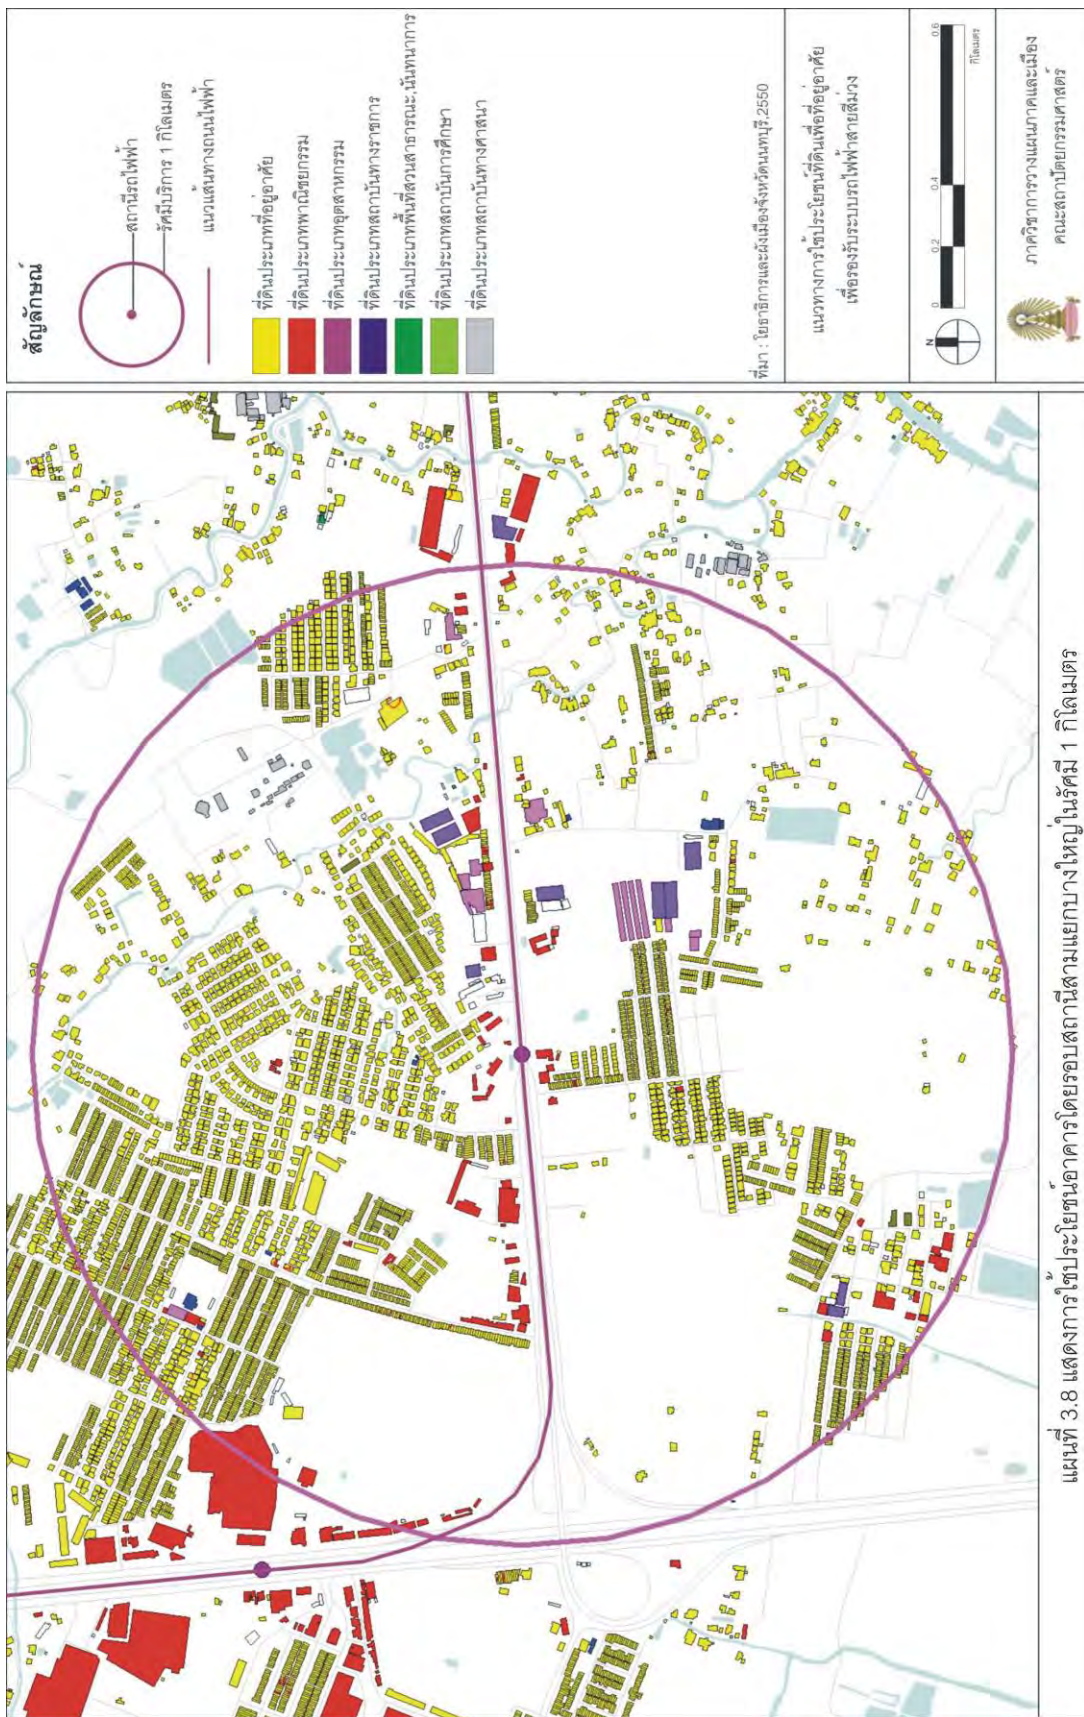 สัญลักษณ์
สถานีรถไฟฟ้า
รัศมีบริการ 1 กิโลเมตร
แนวเส้นทางถนนไฟฟ้า
ที่ดินประเภทที่อยู่อาศัย
ที่ดินประเภทพาณิชยกรรม
ที่ดินประเภทอุตสาหกรรม
ที่ดินประเภทสถาบันทางราชการ
ที่ดินประเภทพื้นที่สวนสาธารณะ,นันทนาการ
ที่ดินประเภทสถาบันการศึกษา
ที่ดินประเภทสถาบันทางศาสนา
ที่มา : โยธาธิการและผังเมืองจังหวัดนนทบุรี,2550
แนวทางการใช้ประโยชน์ที่ดินเพื่อที่อยู่อาศัย
เพื่อรองรับระบบรถไฟฟ้าสายสีม่วง
N
0 0.2 0.4 0.6
กิโลเมตร
ภาควิชาการวางแผนภาคและเมือง
คณะสถาปัตยกรรมศาสตร์
แผนที่ 3.8 แสดงการใช้ประโยชน์อาคารโดยรอบสถานีสามแยกบางใหญ่ในรัศมี 1 กิโลเมตร